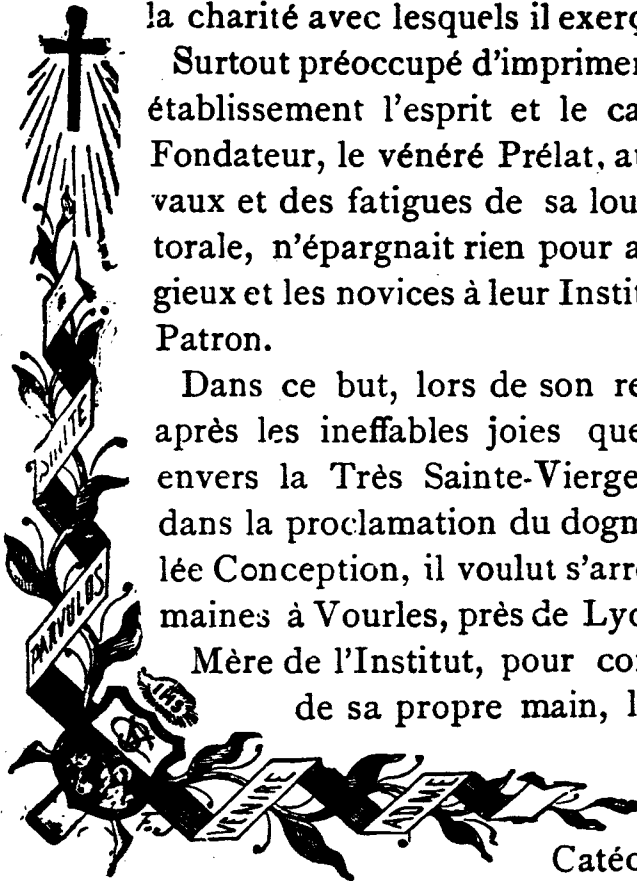 la charité avec lesquels il exerç
Surtout préoccupé d'imprimer
établissement l'esprit et le ca
Fondateur, le vénéré Prélat, au
vaux et des fatigues de sa lou
torale, n'épargnait rien pour a
gieux et les novices à leur Instit
Patron.
Dans ce but, lors de son re
après les ineffables joies que
envers la Très Sainte-Vierge
dans la proclamation du dogm
lée Conception, il voulut s'arre
maines à Vourles, près de Lyo
Mère de l'Institut, pour cor
de sa propre main, l
Catéc
SINITE
PARVULOS
IHS
VENIRE
AD ME